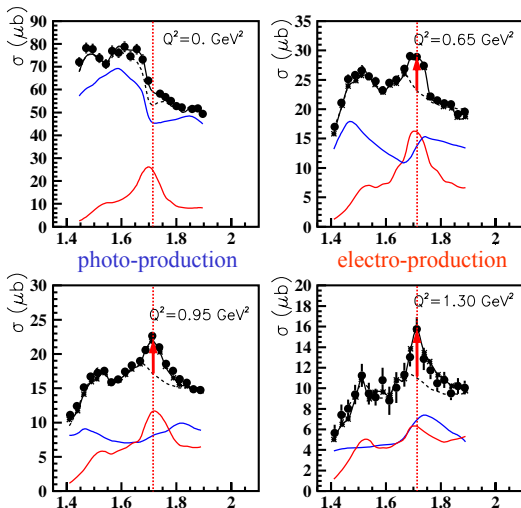 σ (μb)
Q²=0. GeV²
90
80
70
60
50
40
30
20
10
0
1.4 1.6 1.8 2
σ (μb)
Q²=0.65 GeV²
35
30
25
20
15
10
5
0
1.4 1.6 1.8 2
photo-production electro-production
σ (μb)
Q²=0.95 GeV²
30
25
20
15
10
5
0
1.4 1.6 1.8 2
σ (μb)
Q²=1.30 GeV²
20
18
16
14
12
10
8
6
4
2
0
1.4 1.6 1.8 2